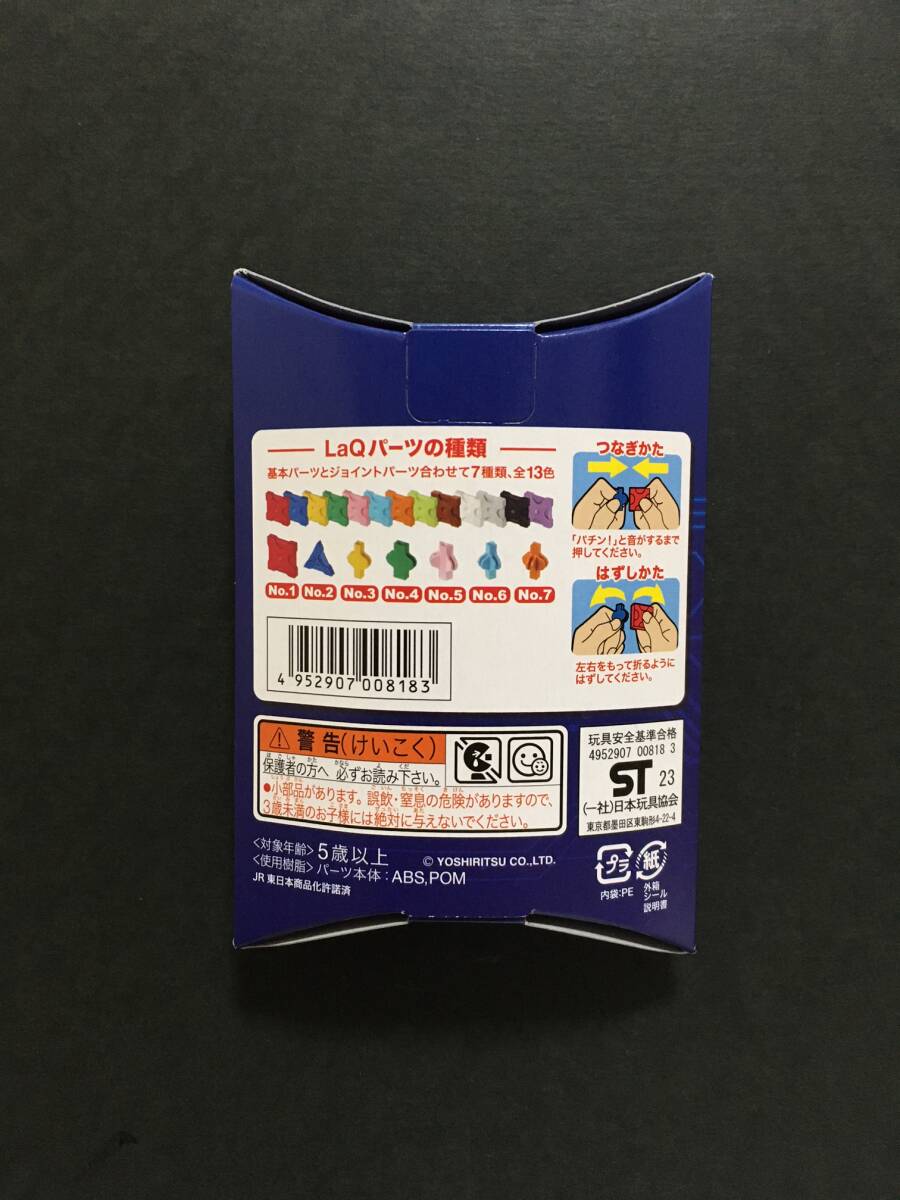 LaQパーツの種類
基本パーツとジョイントパーツ合わせて7種類、全13色
No.1 No.2 No.3 No.4 No.5 No.6 No.7
4 952907 008183
つなぎかた
「パチン!」と音がするまで
押してください。
はずしかた
左右をもって折るように
はずしてください。
警告(けいこく)
保護者の方へ 必ずお読み下さい。
●小部品があります。誤飲・窒息の危険がありますので、
3歳未満のお子様には絶対に与えないでください。
玩具安全基準合格
4952907 00818 3
ST 23
(一社)日本玩具協会
東京都墨田区東駒形4-22-4
<対象年齢> 5歳以上
© YOSHIRITSU CO.,LTD.
<使用樹脂> パーツ本体:ABS,POM
JR東日本商品化許諾済
プラ
内袋:PE
紙
外箱
シール
説明書